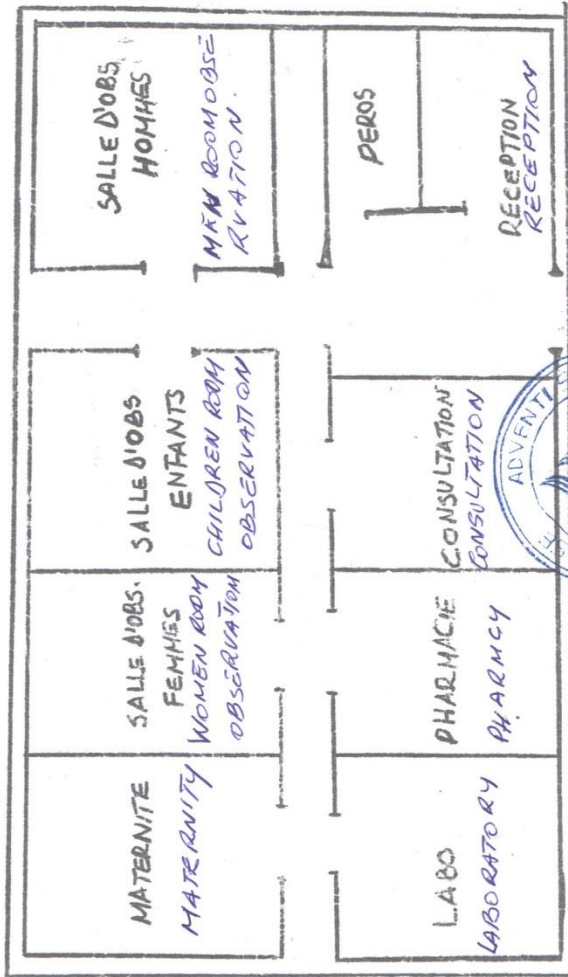 MATERNITE
MATERNITY
SALLE D'OBS.
FEMMES
WOMEN ROOM
OBSERVATION
SALLE D'OBS
ENFANTS
CHILDREN ROOM
OBSERVATION
SALLE D'OBS.
HOMMES
MEN ROOM OBSE
RVATION.
LABO
LABORATORY
PHARMACIE
PHARMCY
CONSULTATION
CONSULTATION
PEROS
RECEPTION
RECEPTION